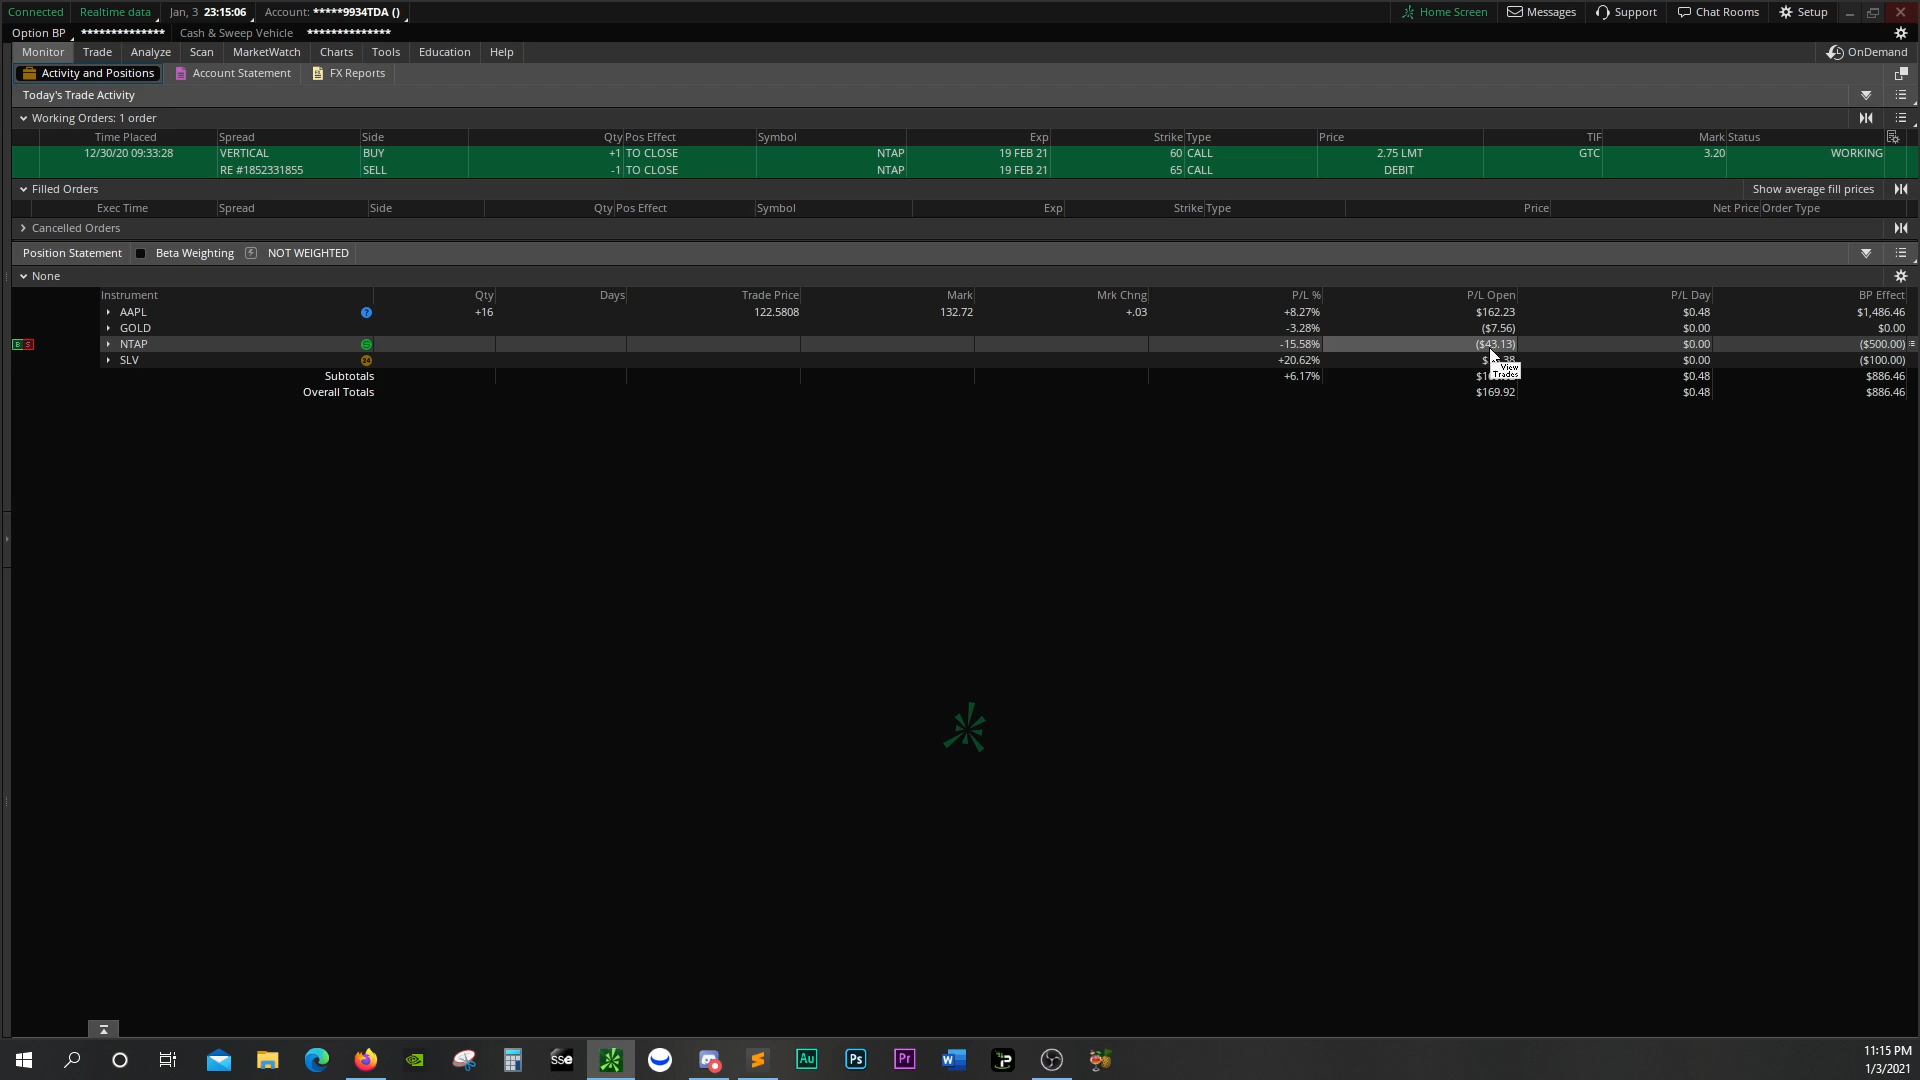 Connected Realtime data Jan, 3 23:15:06 Account: *****9934TDA () Home Screen Messages Support Chat Rooms Setup
Option BP ************** Cash & Sweep Vehicle **************
Monitor Trade Analyze Scan MarketWatch Charts Tools Education Help OnDemand
Activity and Positions Account Statement FX Reports
Today's Trade Activity
Working Orders: 1 order
Time Placed Spread Side Qty Pos Effect Symbol Exp Strike Type Price TIF Mark Status
12/30/20 09:33:28 VERTICAL BUY +1 TO CLOSE NTAP 19 FEB 21 60 CALL 2.75 LMT GTC 3.20 WORKING
RE #1852331855 SELL -1 TO CLOSE NTAP 19 FEB 21 65 CALL DEBIT
Filled Orders Show average fill prices
Exec Time Spread Side Qty Pos Effect Symbol Exp Strike Type Price Net Price Order Type
Cancelled Orders
Position Statement Beta Weighting NOT WEIGHTED
None
Instrument Qty Days Trade Price Mark Mrk Chng P/L % P/L Open P/L Day BP Effect
AAPL ? +16 122.5808 132.72 +.03 +8.27% $162.23 $0.48 $1,486.46
GOLD -3.28% ($7.56) $0.00 $0.00
B S NTAP -15.58% ($43.13) $0.00 ($500.00)
SLV +20.62% $0.00 ($100.00)
View
Trades
Subtotals +6.17% $0.48 $886.46
Overall Totals $169.92 $0.48 $886.46
sse Au Ps Pr W
11:15 PM
1/3/2021